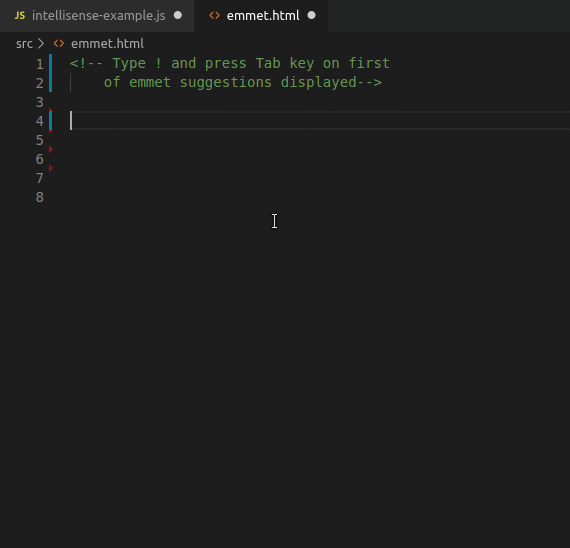 JS intellisense-example.js ● <> emmet.html ●
src > <> emmet.html
1 <!-- Type ! and press Tab key on first
2 of emmet suggestions displayed-->
3
4
5
6
7
8